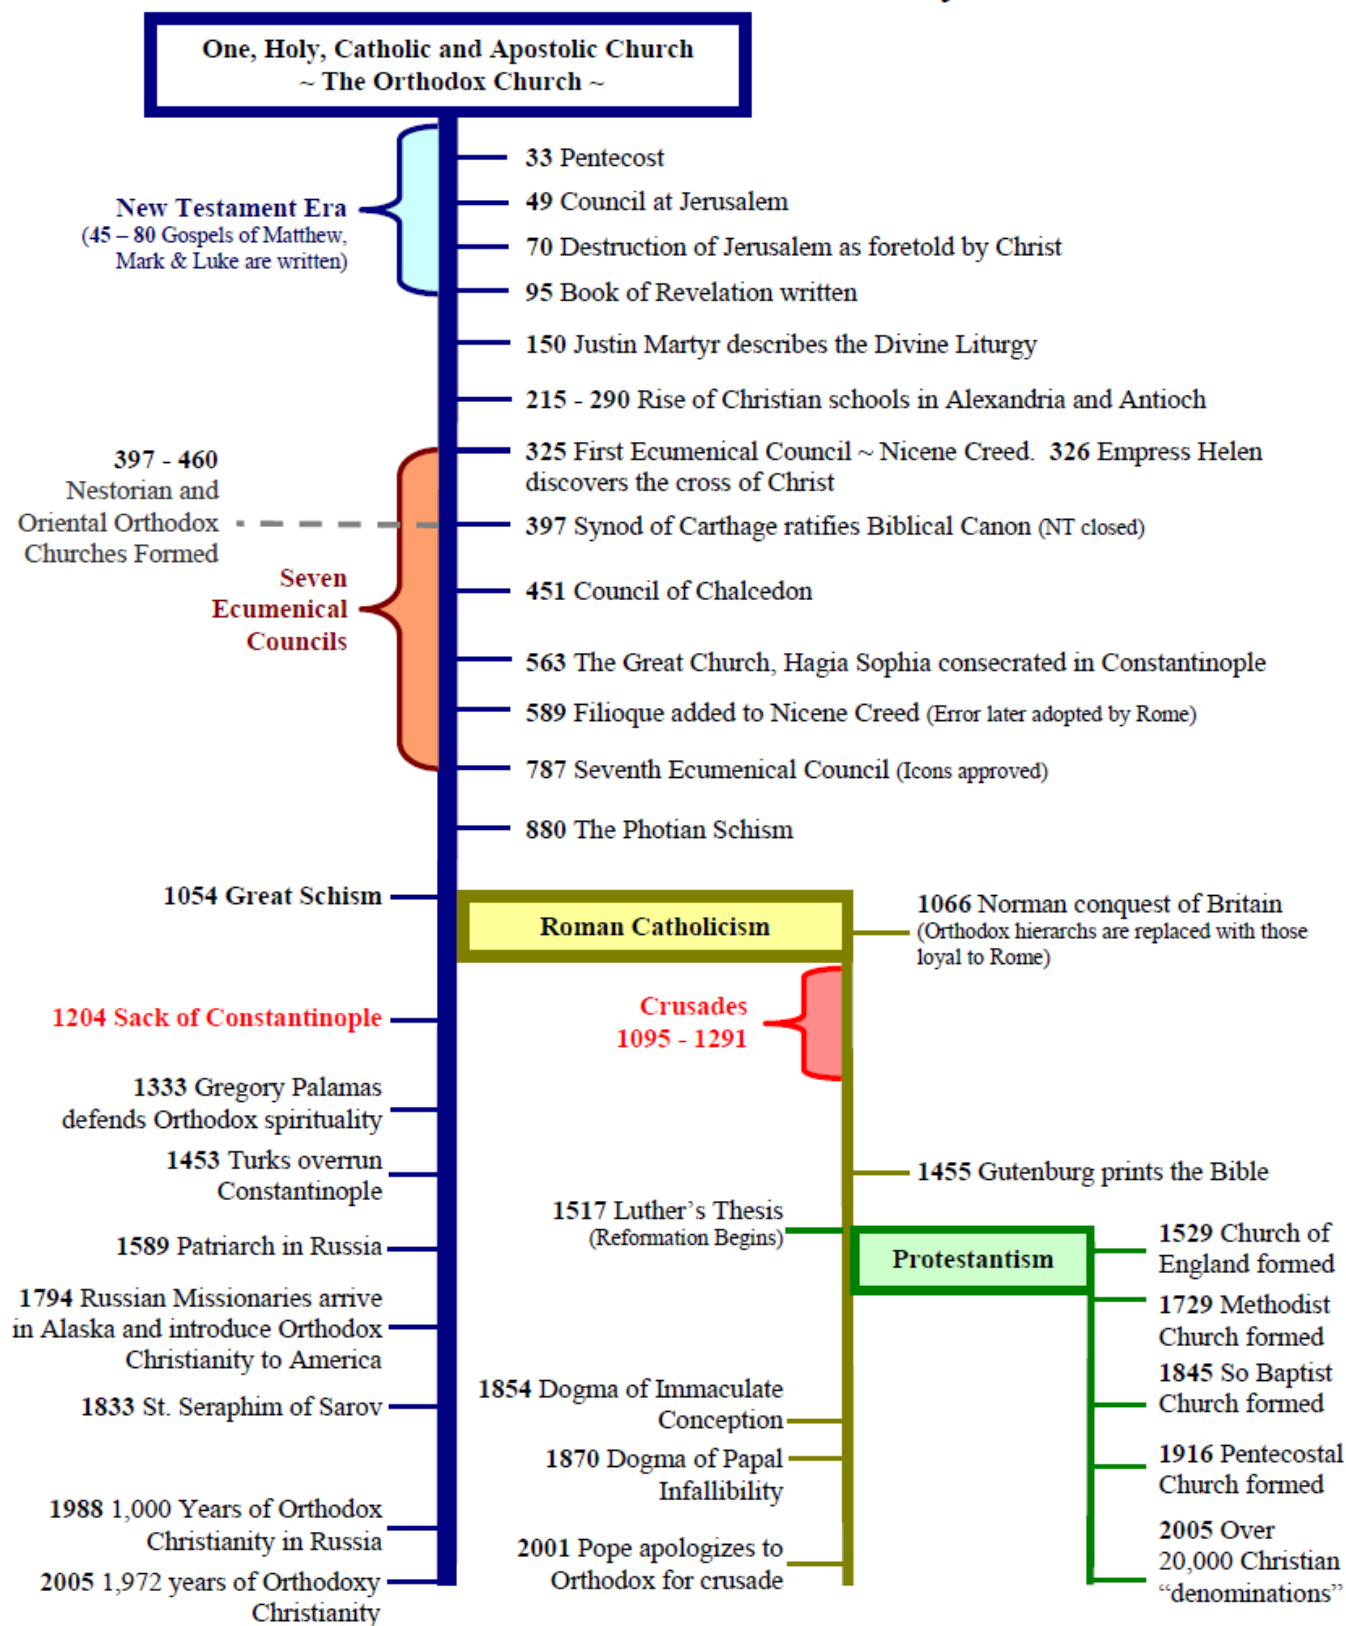 One, Holy, Catholic and Apostolic Church
~ The Orthodox Church ~
33 Pentecost
49 Council at Jerusalem
New Testament Era
(45 – 80 Gospels of Matthew,
Mark & Luke are written)
70 Destruction of Jerusalem as foretold by Christ
95 Book of Revelation written
150 Justin Martyr describes the Divine Liturgy
215 - 290 Rise of Christian schools in Alexandria and Antioch
325 First Ecumenical Council ~ Nicene Creed. 326 Empress Helen
discovers the cross of Christ
397 - 460
Nestorian and
Oriental Orthodox
Churches Formed
397 Synod of Carthage ratifies Biblical Canon (NT closed)
Seven
Ecumenical
Councils
451 Council of Chalcedon
563 The Great Church, Hagia Sophia consecrated in Constantinople
589 Filioque added to Nicene Creed (Error later adopted by Rome)
787 Seventh Ecumenical Council (Icons approved)
880 The Photian Schism
1054 Great Schism
Roman Catholicism
1066 Norman conquest of Britain
(Orthodox hierarchs are replaced with those
loyal to Rome)
1204 Sack of Constantinople
Crusades
1095 - 1291
1333 Gregory Palamas
defends Orthodox spirituality
1453 Turks overrun
Constantinople
1455 Gutenburg prints the Bible
1517 Luther’s Thesis
(Reformation Begins)
Protestantism
1529 Church of
England formed
1589 Patriarch in Russia
1729 Methodist
Church formed
1794 Russian Missionaries arrive
in Alaska and introduce Orthodox
Christianity to America
1845 So Baptist
Church formed
1833 St. Seraphim of Sarov
1854 Dogma of Immaculate
Conception
1870 Dogma of Papal
Infallibility
1916 Pentecostal
Church formed
1988 1,000 Years of Orthodox
Christianity in Russia
2001 Pope apologizes to
Orthodox for crusade
2005 Over
20,000 Christian
“denominations”
2005 1,972 years of Orthodoxy
Christianity